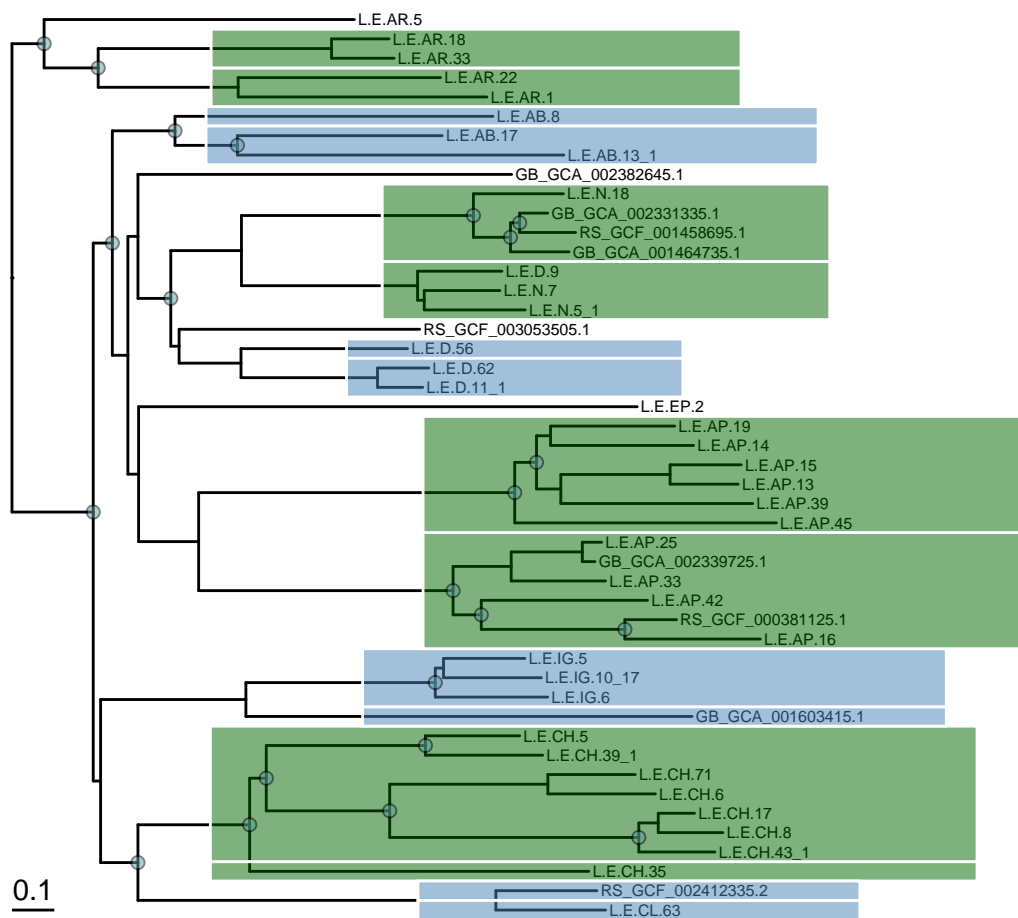 L.E.AR.5
L.E.AR.18
L.E.AR.33
L.E.AR.22
L.E.AR.1
L.E.AB.8
L.E.AB.17
L.E.AB.13_1
GB_GCA_002382645.1
L.E.N.18
GB_GCA_002331335.1
RS_GCF_001458695.1
GB_GCA_001464735.1
L.E.D.9
L.E.N.7
L.E.N.5_1
RS_GCF_003053505.1
L.E.D.56
L.E.D.62
L.E.D.11_1
L.E.EP.2
L.E.AP.19
L.E.AP.14
L.E.AP.15
L.E.AP.13
L.E.AP.39
L.E.AP.45
L.E.AP.25
GB_GCA_002339725.1
L.E.AP.33
L.E.AP.42
RS_GCF_000381125.1
L.E.AP.16
L.E.IG.5
L.E.IG.10_17
L.E.IG.6
GB_GCA_001603415.1
L.E.CH.5
L.E.CH.39_1
L.E.CH.71
L.E.CH.6
L.E.CH.17
L.E.CH.8
L.E.CH.43_1
L.E.CH.35
RS_GCF_002412335.2
L.E.CL.63
0.1